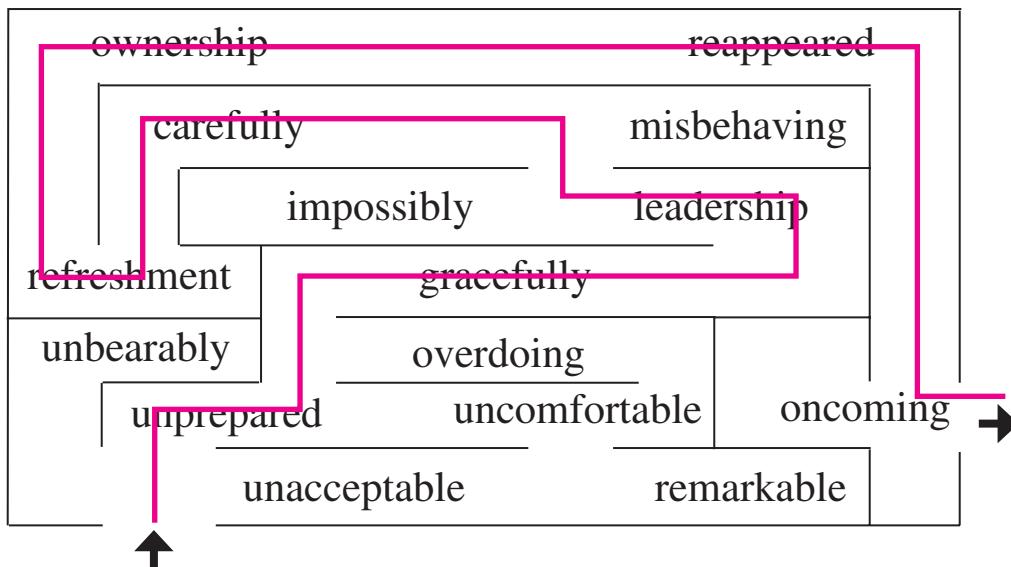 ownership reappeared
carefully misbehaving
impossibly leadership
refreshment gracefully
unbearably overdoing
unprepared uncomfortable oncoming
unacceptable remarkable